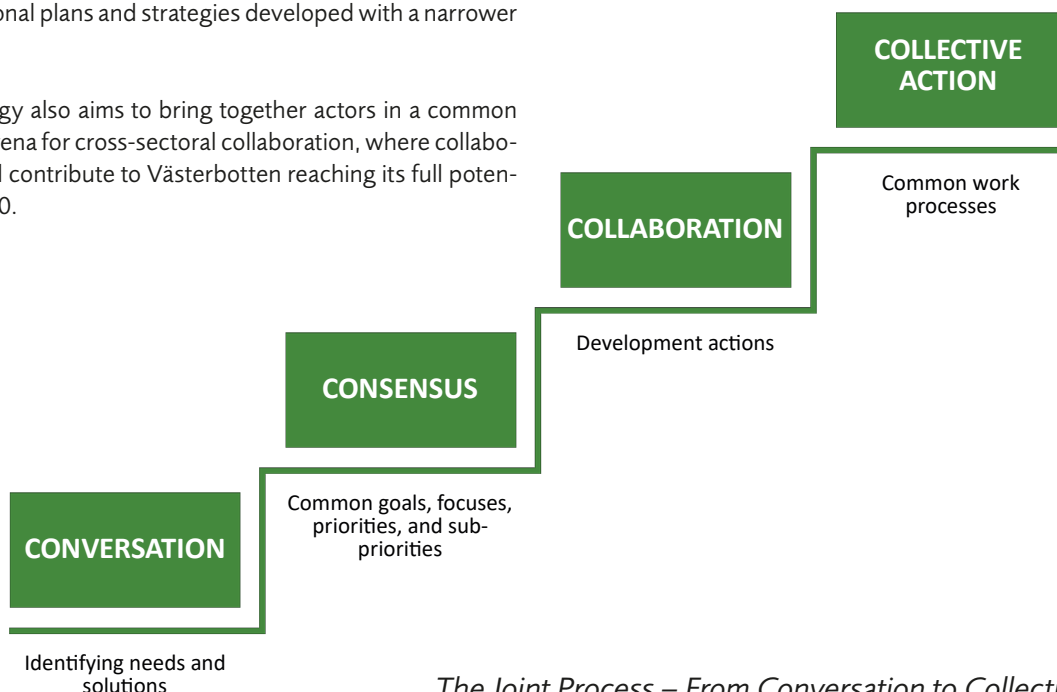 onal plans and strategies developed with a narrower
gy also aims to bring together actors in a common
ena for cross-sectoral collaboration, where collabo-
l contribute to Västerbotten reaching its full poten-
0.
COLLECTIVE
ACTION
Common work
processes
COLLABORATION
Development actions
CONSENSUS
Common goals, focuses,
priorities, and sub-
priorities
CONVERSATION
Identifying needs and
solutions
The Joint Process – From Conversation to Collecti